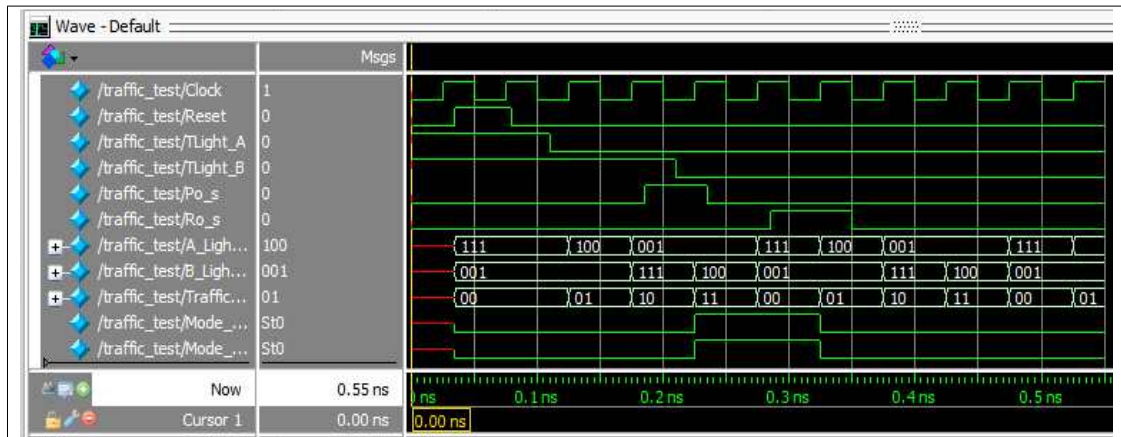 Wave - Default
Msgs
/traffic_test/Clock 1
/traffic_test/Reset 0
/traffic_test/TLight_A 0
/traffic_test/TLight_B 0
/traffic_test/Po_s 0
/traffic_test/Ro_s 0
/traffic_test/A_Ligh... 100 111 100 001 111 100 001 111
/traffic_test/B_Ligh... 001 001 111 100 001 111 100 001
/traffic_test/Traffic... 01 00 01 10 11 00 01 10 11 00 01
/traffic_test/Mode_... St0
/traffic_test/Mode_... St0
Now 0.55 ns ns 0.1 ns 0.2 ns 0.3 ns 0.4 ns 0.5 ns
Cursor 1 0.00 ns 0.00 ns